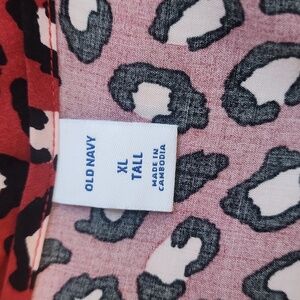 OLD NAVY
XL
TALL
MADE IN
CAMBODIA